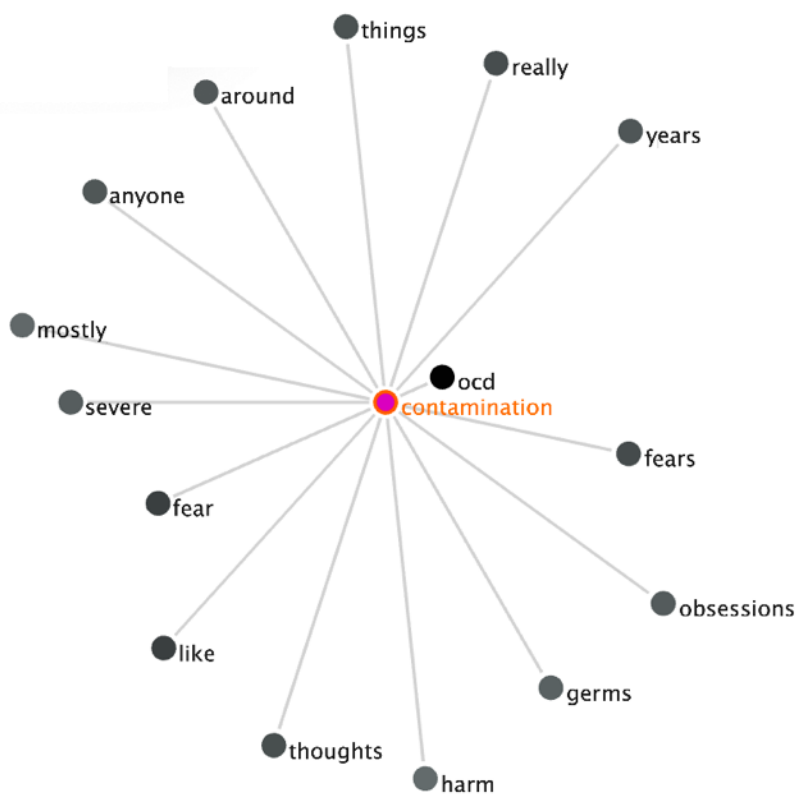 things
really
around
years
anyone
mostly
ocd
severe
contamination
fears
fear
obsessions
like
germs
thoughts
harm